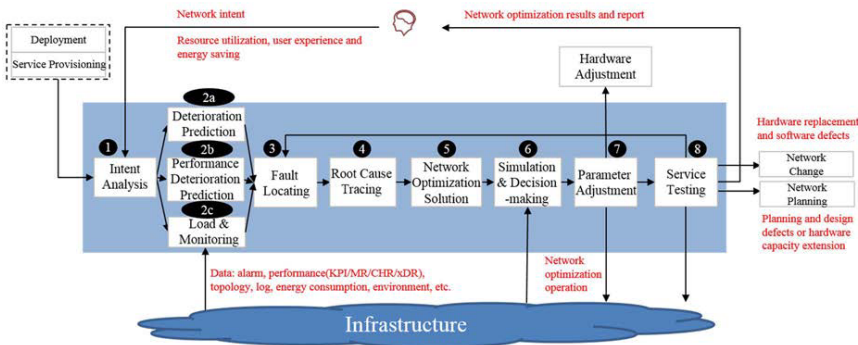 Network intent
Network optimization results and report
Deployment
Service Provisioning
Resource utilization, user experience and
energy saving
Hardware
Adjustment
2a
Deterioration
Prediction
1
Intent
Analysis
2b
Performance
Deterioration
Prediction
2c
Load &
Monitoring
3
Fault
Locating
4
Root Cause
Tracing
5
Network
Optimization
Solution
6
Simulation
& Decision
-making
7
Parameter
Adjustment
8
Service
Testing
Hardware replacement
and software defects
Network
Change
Network
Planning
Planning and design
defects or hardware
capacity extension
Data: alarm, performance(KPI/MR/CHR/xDR),
topology, log, energy consumption, environment, etc.
Network
optimization
operation
Infrastructure